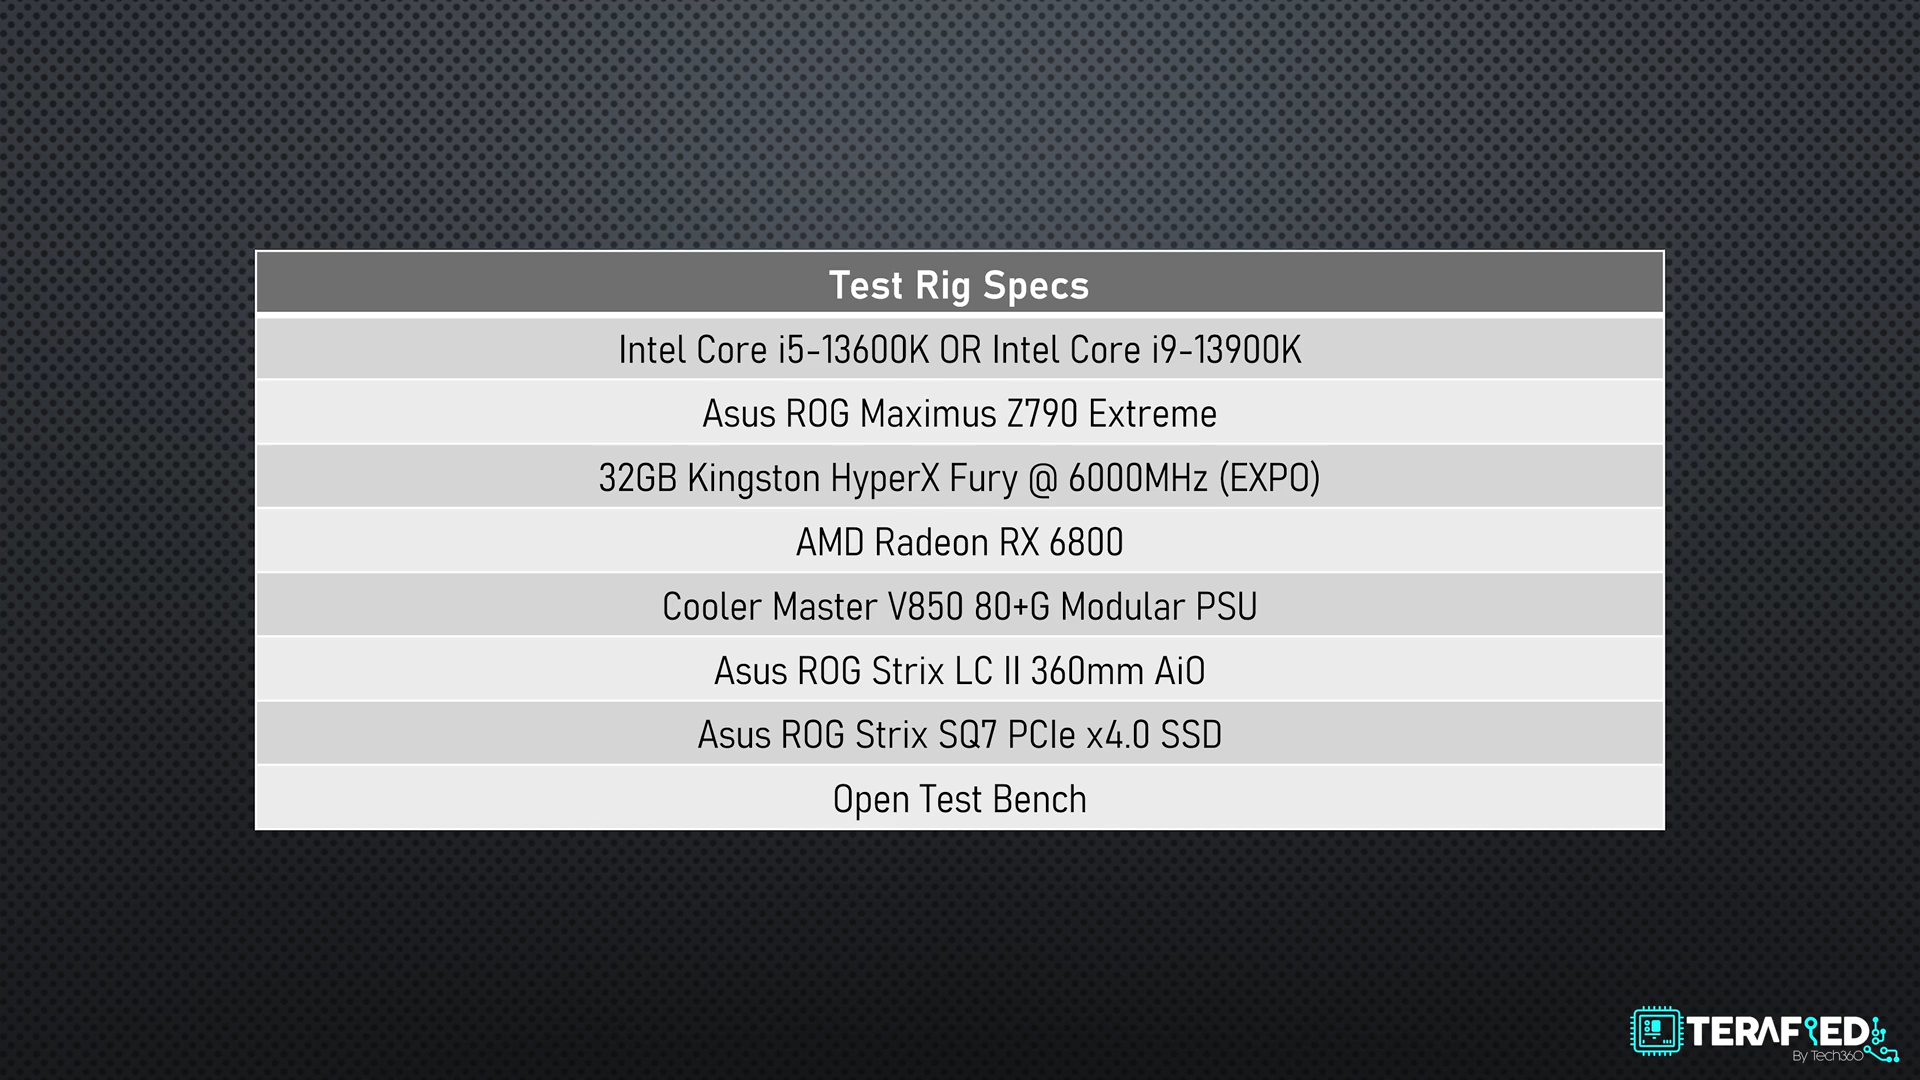 Test Rig Specs
Intel Core i5-13600K OR Intel Core i9-13900K
Asus ROG Maximus Z790 Extreme
32GB Kingston HyperX Fury @ 6000MHz (EXPO)
AMD Radeon RX 6800
Cooler Master V850 80+G Modular PSU
Asus ROG Strix LC II 360mm AiO
Asus ROG Strix SQ7 PCIe x4.0 SSD
Open Test Bench
TERAFIED
By Tech360